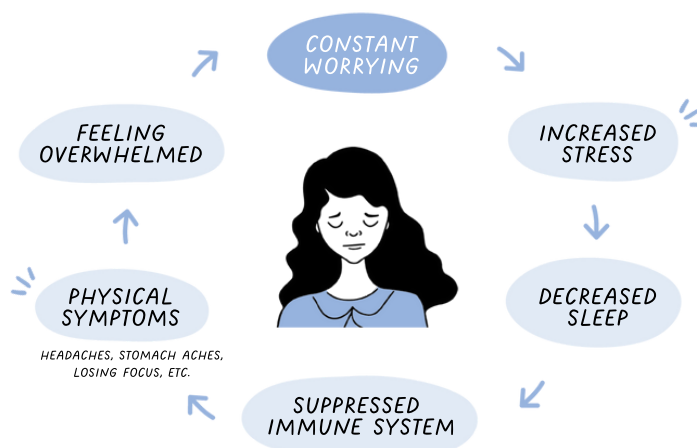 CONSTANT
WORRYING
INCREASED
STRESS
DECREASED
SLEEP
SUPPRESSED
IMMUNE SYSTEM
PHYSICAL
SYMPTOMS
HEADACHES, STOMACH ACHES,
LOSING FOCUS, ETC.
FEELING
OVERWHELMED